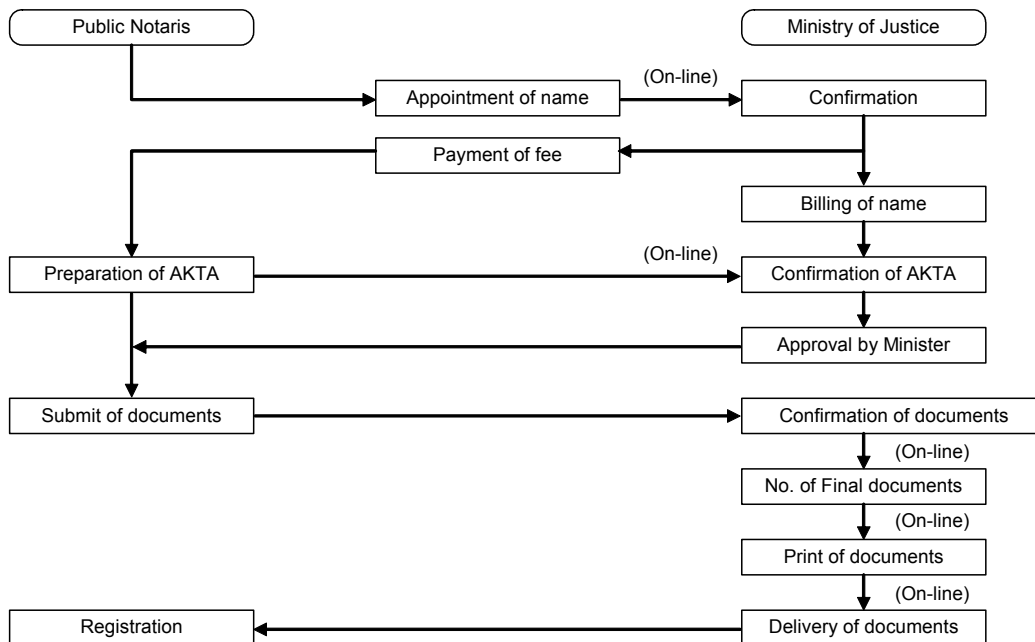 Public Notaris
Ministry of Justice
(On-line)
Appointment of name
Confirmation
Payment of fee
Billing of name
(On-line)
Preparation of AKTA
Confirmation of AKTA
Approval by Minister
Submit of documents
Confirmation of documents
(On-line)
No. of Final documents
(On-line)
Print of documents
(On-line)
Registration
Delivery of documents